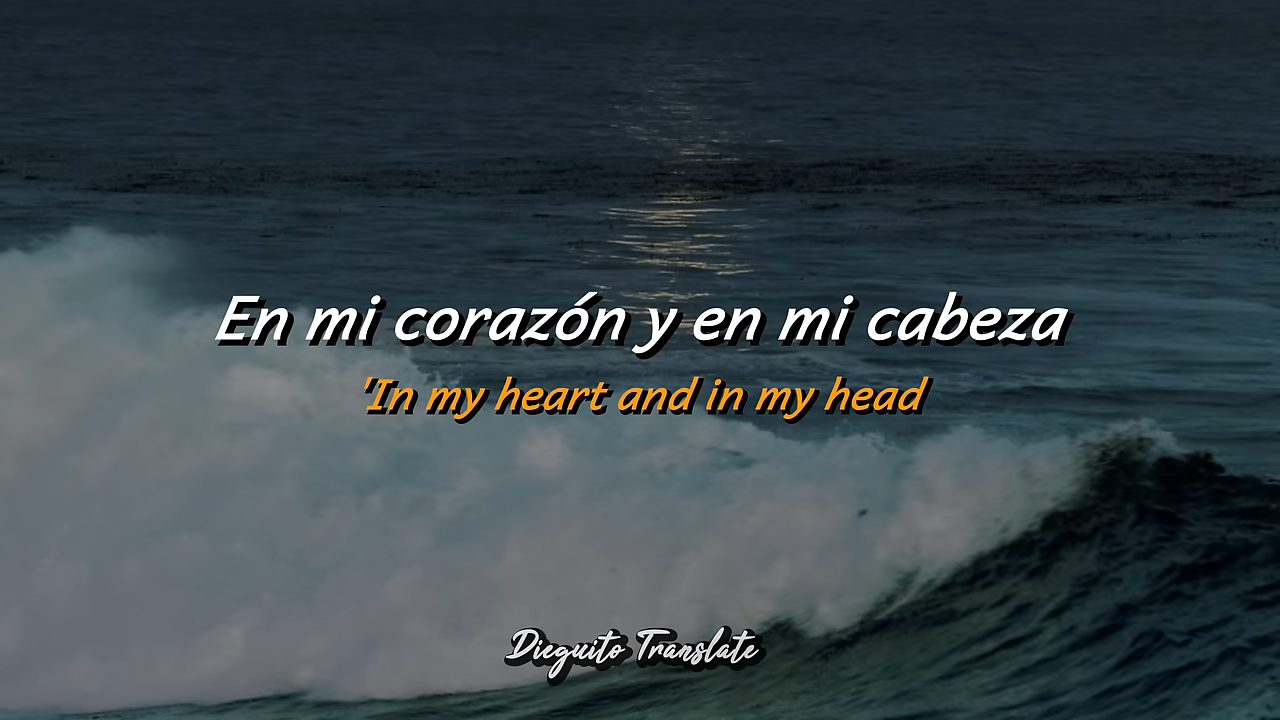 En mi corazón y en mi cabeza
'In my heart and in my head
Dieguito Translate